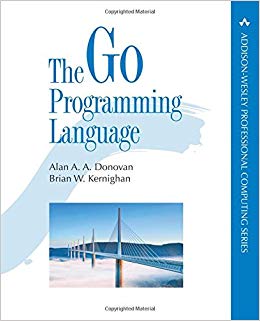 The Go
Programming
Language
Alan A. A. Donovan
Brian W. Kernighan
ADDISON-WESLEY PROFESSIONAL COMPUTING SERIES